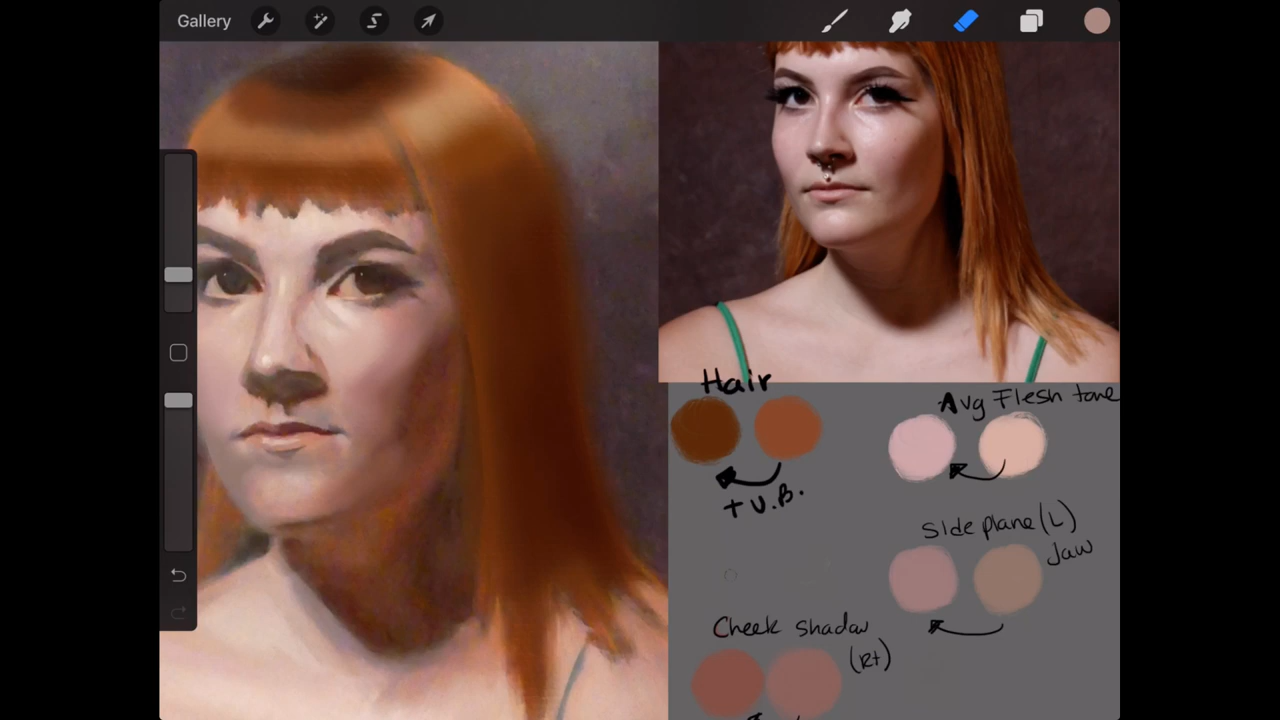 Gallery
Hair
Avg Flesh tone
+ U.B.
Side plane (L)
Jaw
Cheek Shadow
(Rt)